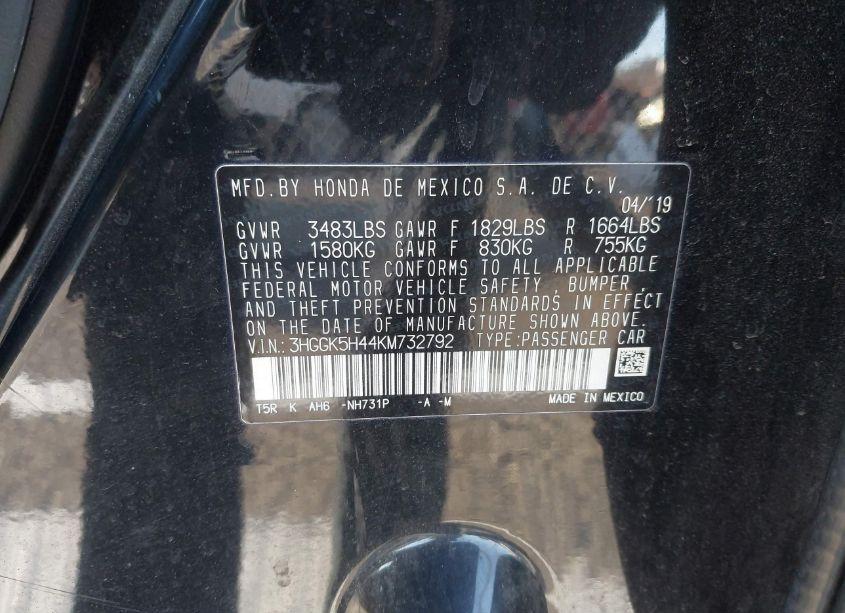 MFD. BY HONDA DE MEXICO S.A. DE C.V.
04/'19
GVWR 3483LBS GAWR F 1829LBS R 1664LBS
GVWR 1580KG GAWR F 830KG R 755KG
THIS VEHICLE CONFORMS TO ALL APPLICABLE
FEDERAL MOTOR VEHICLE SAFETY , BUMPER ,
AND THEFT PREVENTION STANDARDS IN EFFECT
ON THE DATE OF MANUFACTURE SHOWN ABOVE.
V.I.N.: 3HGGK5H44KM732792 TYPE:PASSENGER CAR
T5R K AH6 -NH731P -A -M MADE IN MEXICO